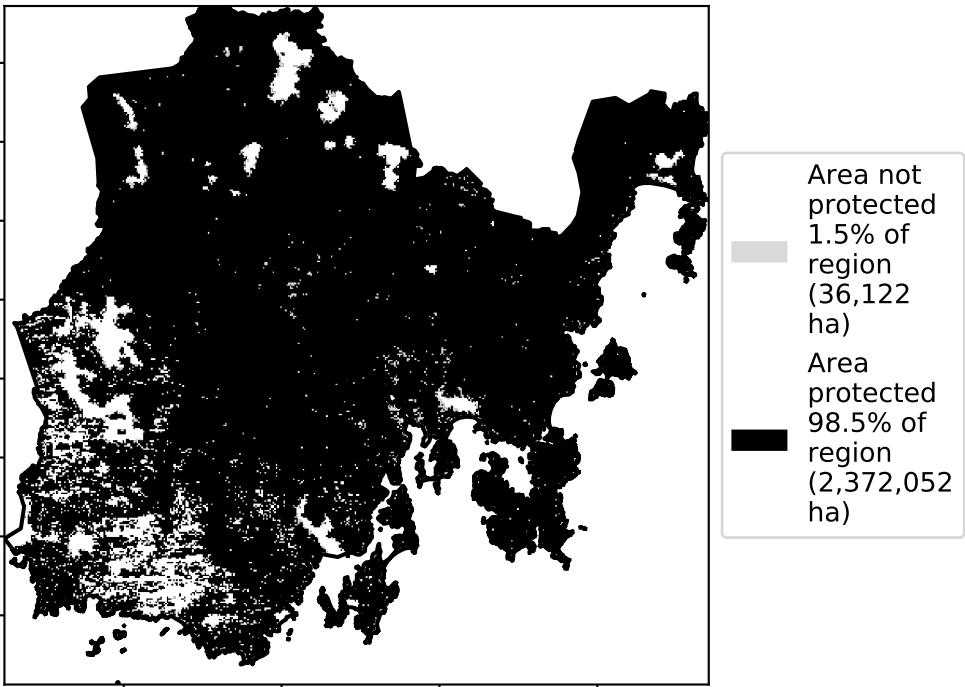 Area not
protected
1.5% of
region
(36,122
ha)
Area
protected
98.5% of
region
(2,372,052
ha)